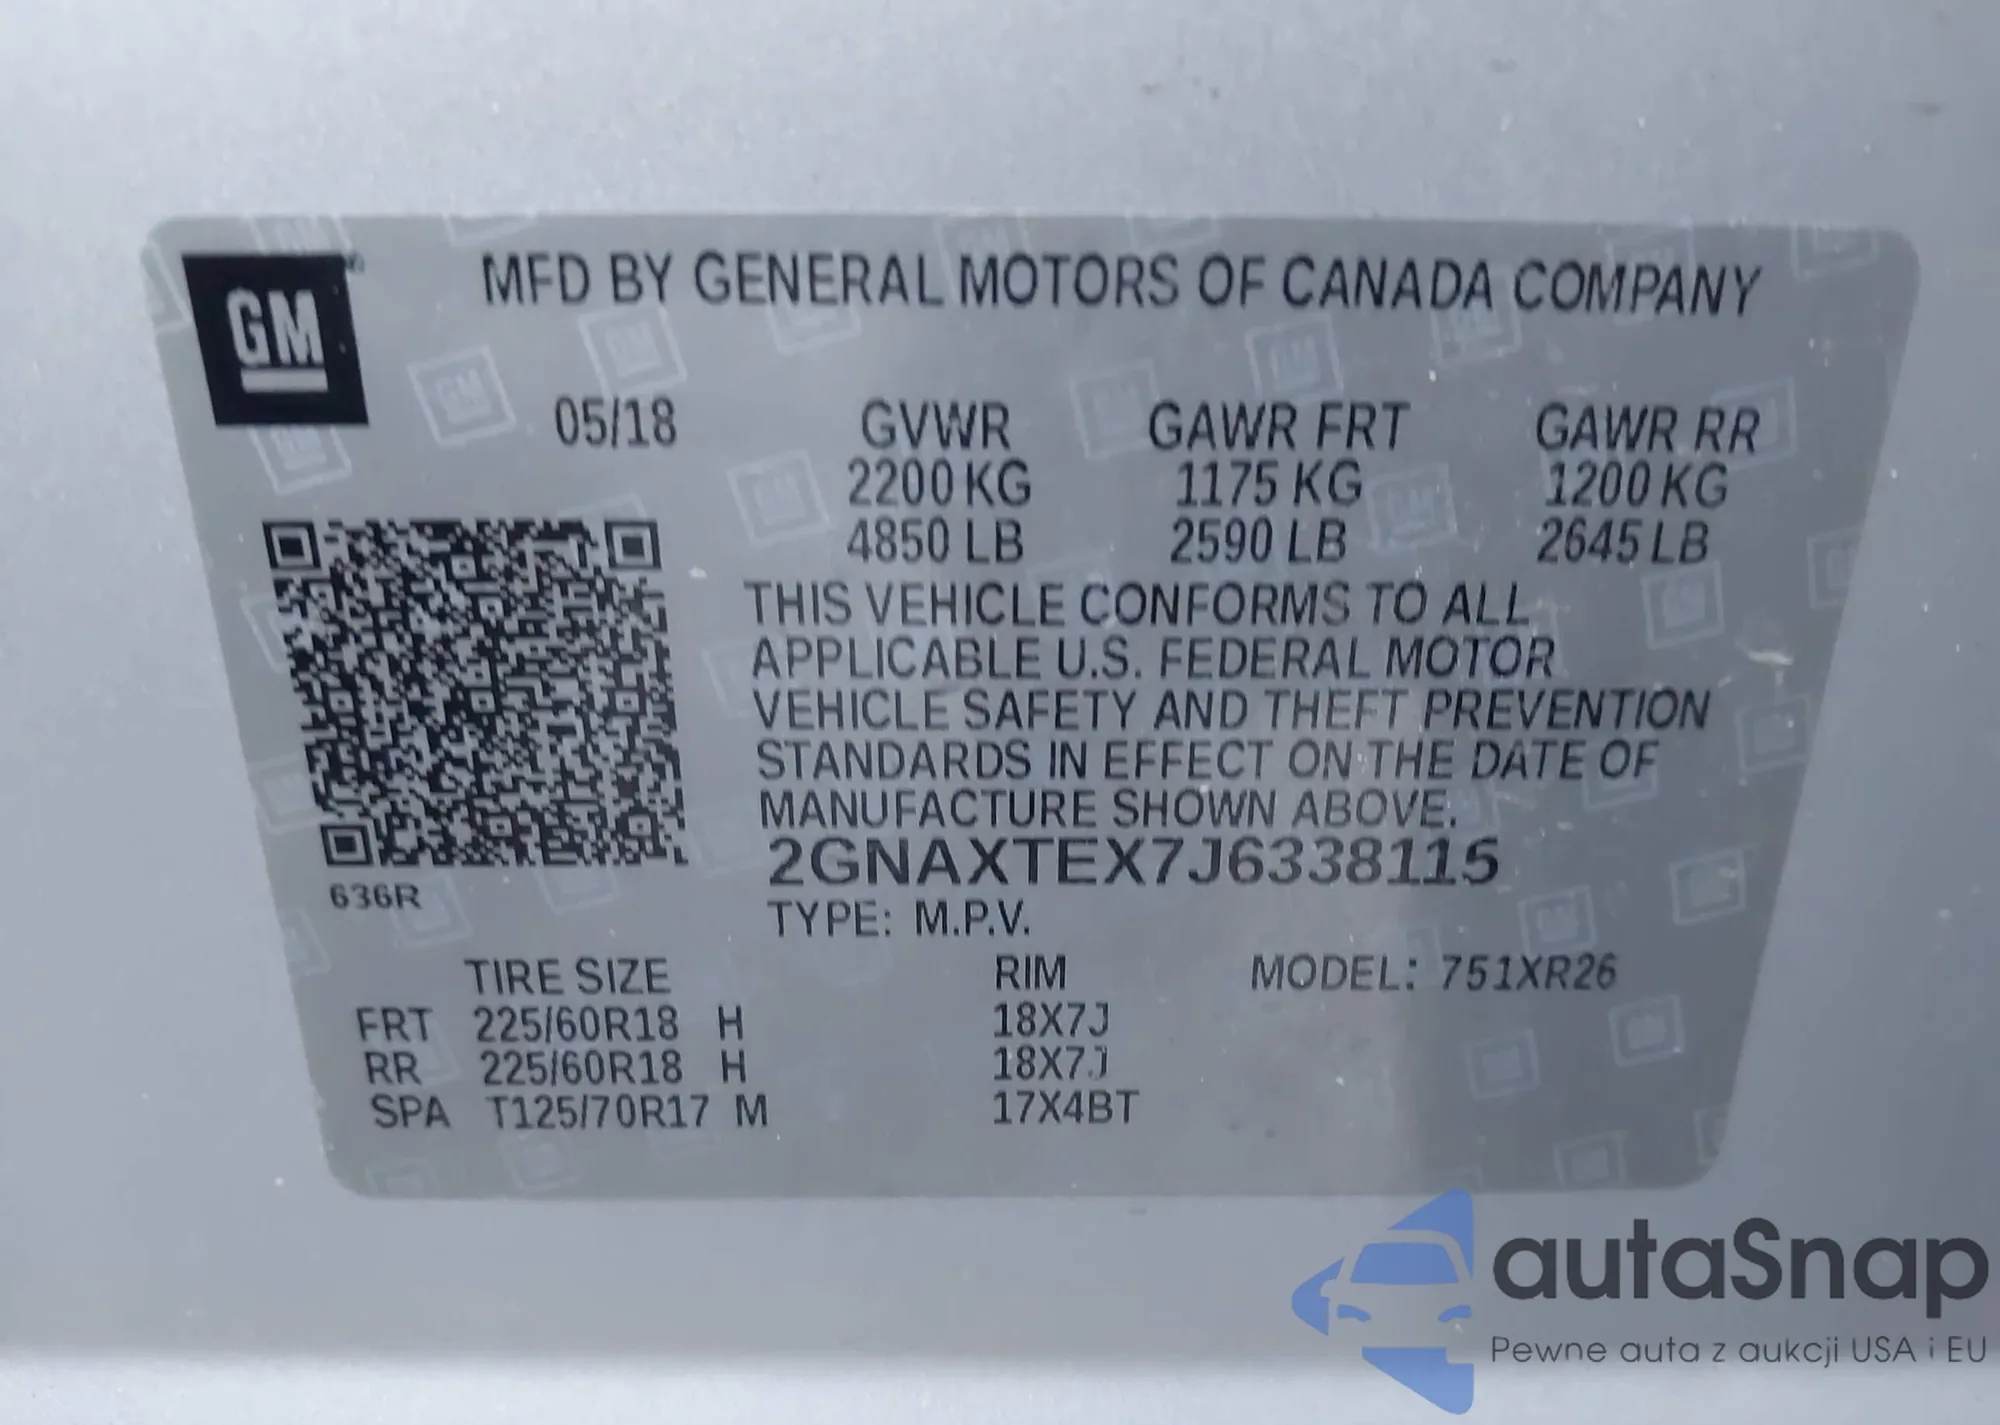 GM
MFD BY GENERAL MOTORS OF CANADA COMPANY
05/18 GVWR GAWR FRT GAWR RR
2200 KG 1175 KG 1200 KG
4850 LB 2590 LB 2645 LB
THIS VEHICLE CONFORMS TO ALL
APPLICABLE U.S. FEDERAL MOTOR
VEHICLE SAFETY AND THEFT PREVENTION
STANDARDS IN EFFECT ON THE DATE OF
MANUFACTURE SHOWN ABOVE.
2GNAXTEX7J6338115
636R
TYPE: M.P.V.
TIRE SIZE RIM MODEL: 751XR26
FRT 225/60R18 H 18X7J
RR 225/60R18 H 18X7J
SPA T125/70R17 M 17X4BT
autaSnap
Pewne auta z aukcji USA i EU